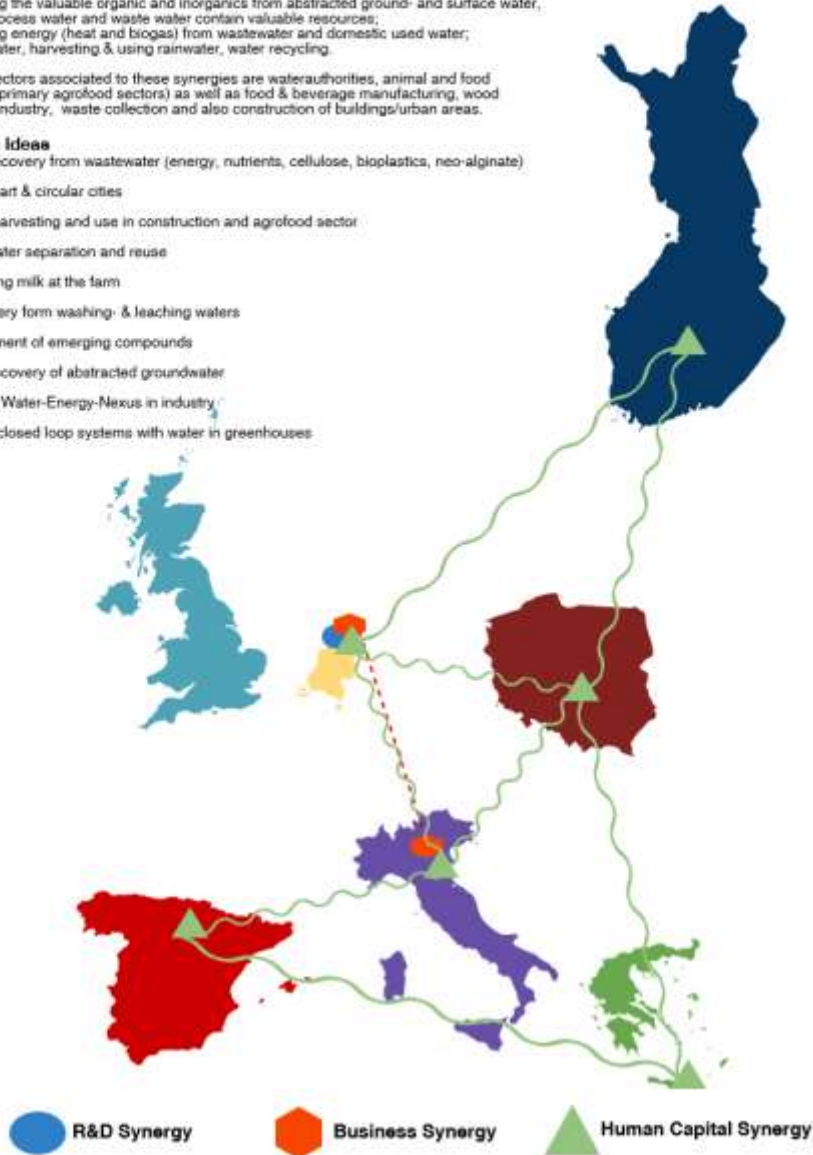 g the valuable organic and inorganics from abstracted ground- and surface water,
ocess water and waste water contain valuable resources;
g energy (heat and biogas) from wastewater and domestic used water;
ater, harvesting & using rainwater, water recycling.
ectors associated to these synergies are waterauthorities, animal and food
primary agrofood sectors) as well as food & beverage manufacturing, wood
ndustry, waste collection and also construction of buildings/urban areas.
Ideas
ecovery from wastewater (energy, nutrients, cellulose, bioplastics, neo-alginate)
art & circular cities
arvesting and use in construction and agrofood sector
ater separation and reuse
ng milk at the farm
ery form washing- & leaching waters
ment of emerging compounds
covery of abstracted groundwater
Water-Energy-Nexus in industry
closed loop systems with water in greenhouses
R&D Synergy
Business Synergy
Human Capital Synergy